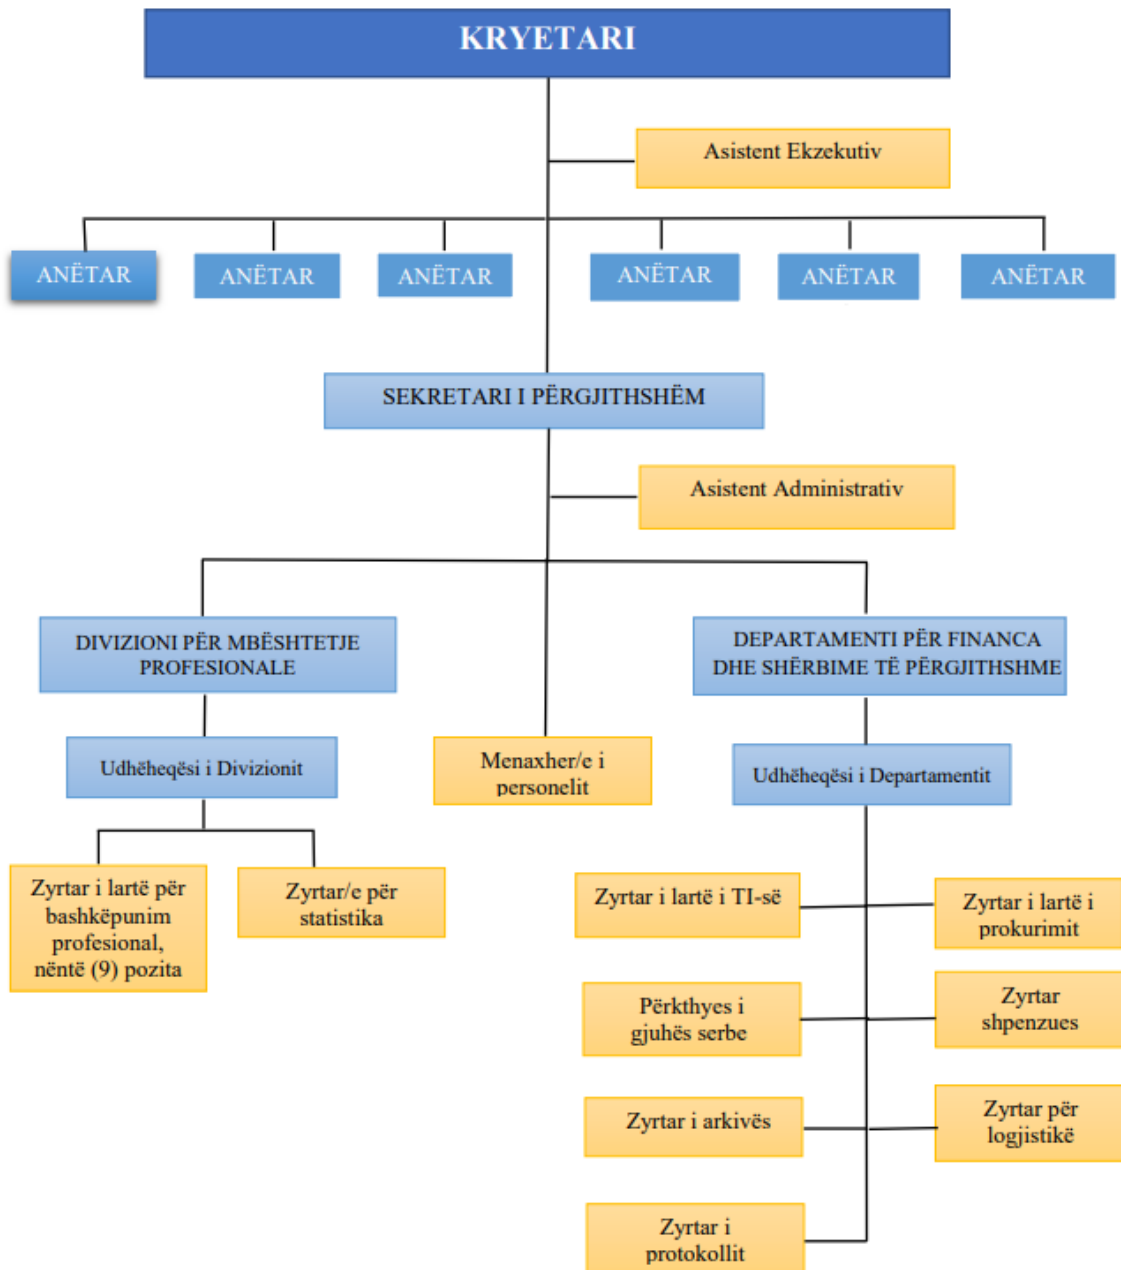 KRYETARI
Asistent Ekzekutiv
ANËTAR
ANËTAR
ANËTAR
ANËTAR
ANËTAR
ANËTAR
SEKRETARI I PËRGJITHSHËM
Asistent Administrativ
DIVIZIONI PËR MBËSHTETJE
PROFESIONALE
DEPARTAMENTI PËR FINANCA
DHE SHËRBIME TË PËRGJITHSHME
Udhëheqësi i Divizionit
Menaxher/e i
personelit
Udhëheqësi i Departamentit
Zyrtar i lartë për
bashkëpunim
profesional,
nëntë (9) pozita
Zyrtar/e për
statistika
Zyrtar i lartë i TI-së
Zyrtar i lartë i
prokurimit
Përkthyes i
gjuhës serbe
Zyrtar
shpenzues
Zyrtar i arkivës
Zyrtar për
logjistikë
Zyrtar i
protokollit